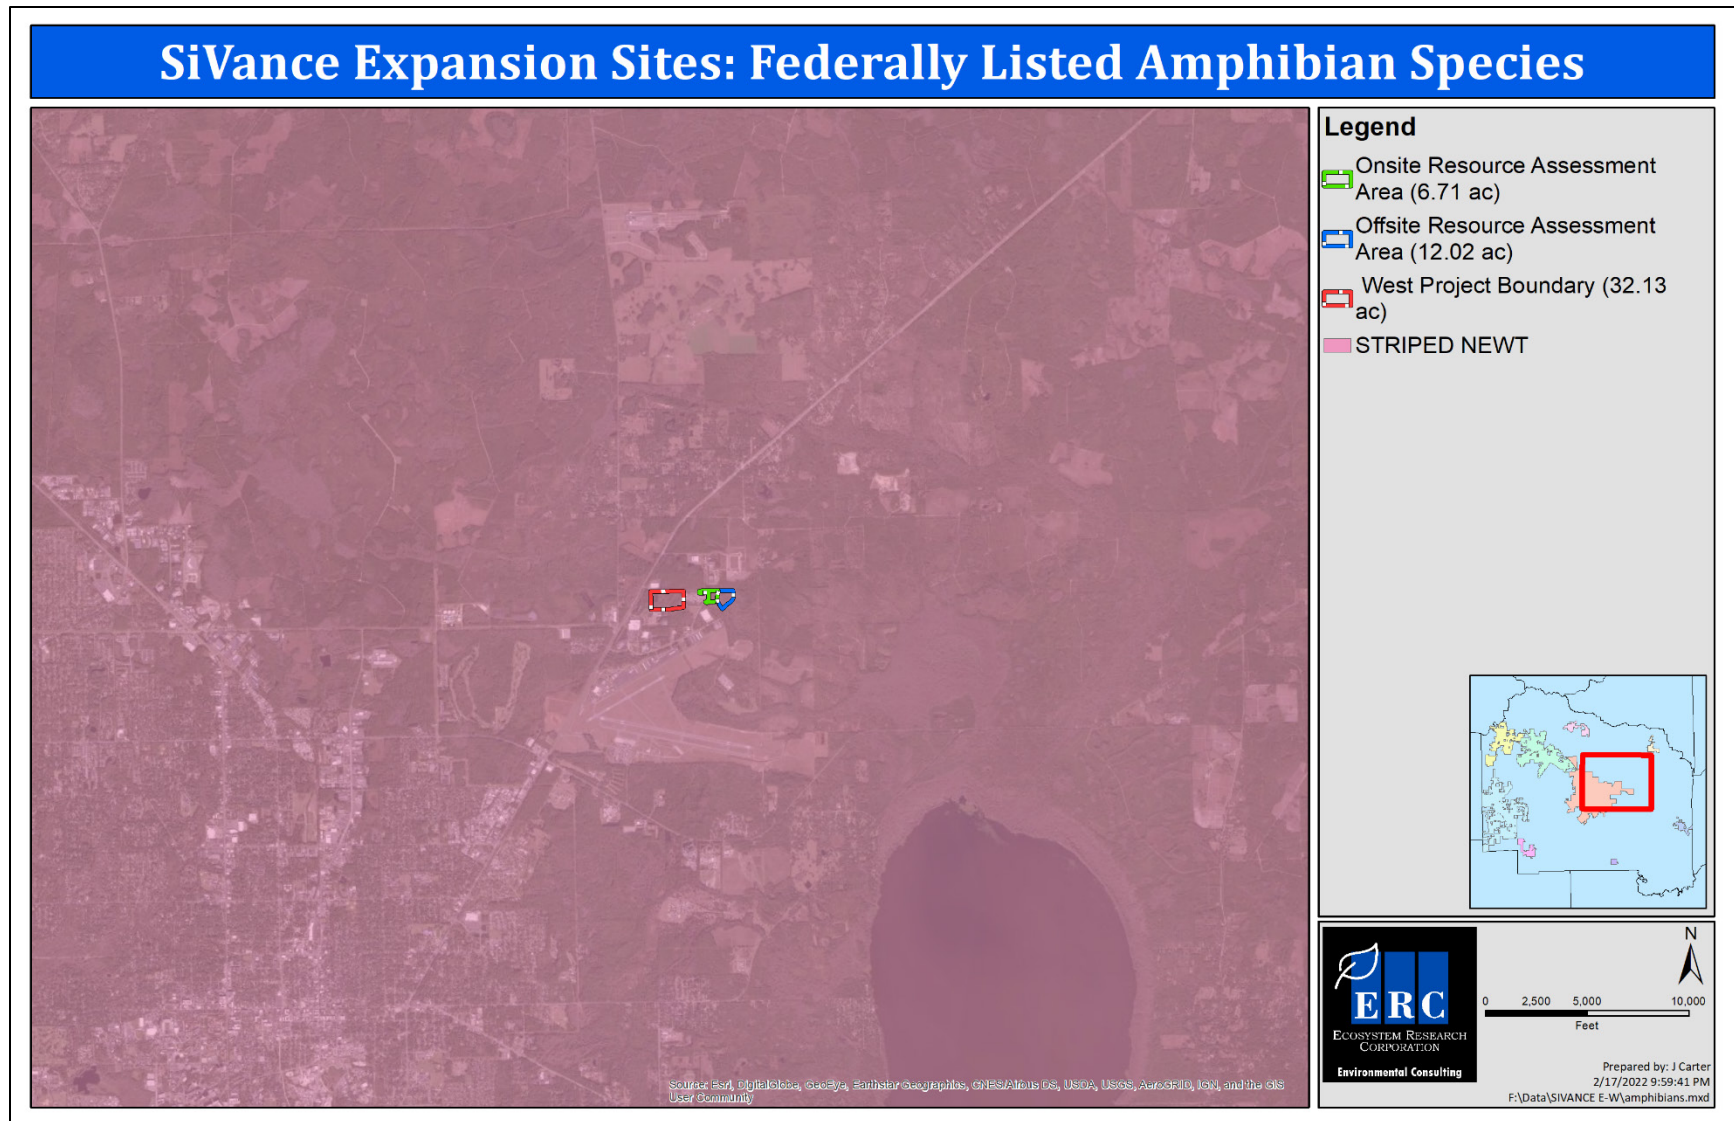 SiVance Expansion Sites: Federally Listed Amphibian Species
Legend
Onsite Resource Assessment
Area (6.71 ac)
Offsite Resource Assessment
Area (12.02 ac)
West Project Boundary (32.13
ac)
STRIPED NEWT
N
0 2,500 5,000 10,000
Feet
ERC
ECOSYSTEM RESEARCH
CORPORATION
Environmental Consulting
Prepared by: J Carter
2/17/2022 9:59:41 PM
F:\Data\SIVANCE E-W\amphibians.mxd
Source: Esri, DigitalGlobe, GeoEye, Earthstar Geographics, CNES/Airbus DS, USDA, USGS, AeroGRID, IGN, and the GIS
User Community